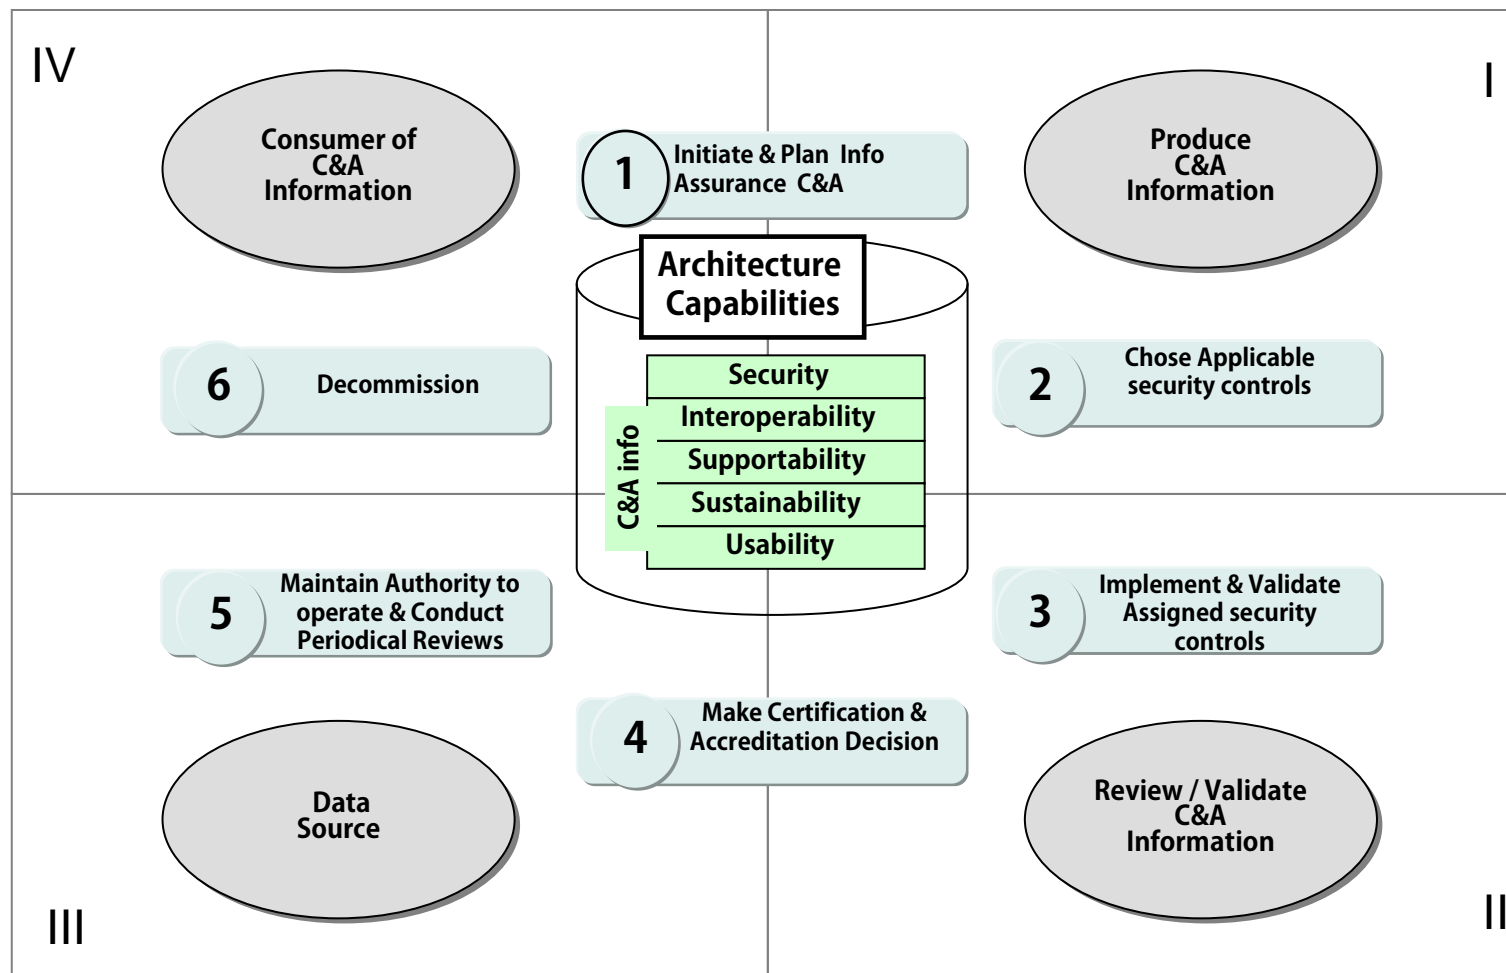 IV
I
Consumer of
C&A
Information
1
Initiate & Plan Info
Assurance C&A
Produce
C&A
Information
Architecture
Capabilities
6
Decommission
2
Chose Applicable
security controls
C&A info
Security
Interoperability
Supportability
Sustainability
Usability
5
Maintain Authority to
operate & Conduct
Periodical Reviews
3
Implement & Validate
Assigned security
controls
4
Make Certification &
Accreditation Decision
Data
Source
Review / Validate
C&A
Information
III
II